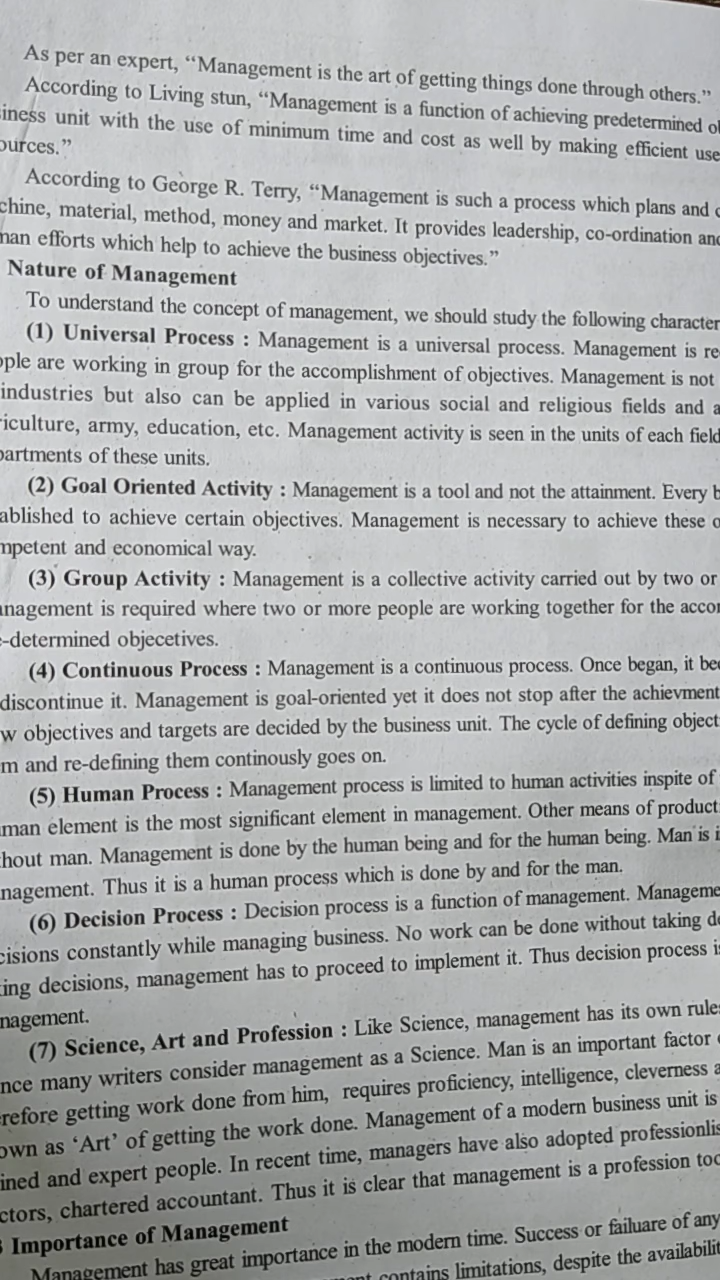 As per an expert, “Management is the art of getting things done through others.”
According to Living stun, “Management is a function of achieving predetermined
iness unit with the use of minimum time and cost as well by making efficient use
ources.”
According to George R. Terry, “Management is such a process which plans and
chine, material, method, money and market. It provides leadership, co-ordination and
man efforts which help to achieve the business objectives.”
Nature of Management
To understand the concept of management, we should study the following character
(1) Universal Process : Management is a universal process. Management is re
ople are working in group for the accomplishment of objectives. Management is not
industries but also can be applied in various social and religious fields and a
riculture, army, education, etc. Management activity is seen in the units of each field
partments of these units.
(2) Goal Oriented Activity : Management is a tool and not the attainment. Every b
ablished to achieve certain objectives. Management is necessary to achieve these o
mpetent and economical way.
(3) Group Activity : Management is a collective activity carried out by two or
anagement is required where two or more people are working together for the accor
e-determined objecetives.
(4) Continuous Process : Management is a continuous process. Once began, it bec
discontinue it. Management is goal-oriented yet it does not stop after the achievment
w objectives and targets are decided by the business unit. The cycle of defining object
m and re-defining them continously goes on.
(5) Human Process : Management process is limited to human activities inspite of
uman element is the most significant element in management. Other means of product
thout man. Management is done by the human being and for the human being. Man is i
nagement. Thus it is a human process which is done by and for the man.
(6) Decision Process : Decision process is a function of management. Manageme
cisions constantly while managing business. No work can be done without taking de
ing decisions, management has to proceed to implement it. Thus decision process is
nagement.
(7) Science, Art and Profession : Like Science, management has its own rules
nce many writers consider management as a Science. Man is an important factor
refore getting work done from him, requires proficiency, intelligence, cleverness a
own as ‘Art’ of getting the work done. Management of a modern business unit is
ined and expert people. In recent time, managers have also adopted professionlis
ctors, chartered accountant. Thus it is clear that management is a profession too
Importance of Management
Management has great importance in the modern time. Success or failuare of any
contains limitations, despite the availabilit